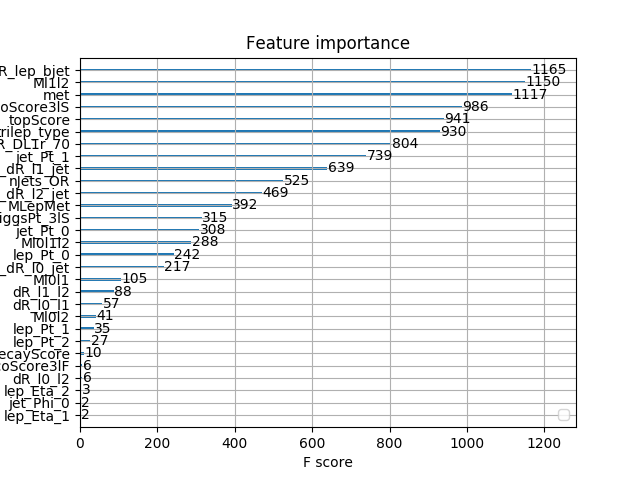 Feature importance
R_lep_bjet 1165
Ml1l2 1150
met 1117
oScore3lS 986
topScore 941
trilep_type 930
R_DL1r_70 804
jet_Pt_1 739
_dR_l1_jet 639
nJets_OR 525
_dR_l2_jet 469
MLepMet 392
iggsPt_3lS 315
jet_Pt_0 308
Ml0l1l2 288
lep_Pt_0 242
_dR_l0_jet 217
Ml0l1 105
dR_l1_l2 88
dR_l0_l1 57
Ml0l2 41
lep_Pt_1 35
lep_Pt_2 27
ecayScore 10
coScore3lF 6
dR_l0_l2 6
lep_Eta_2 3
jet_Phi_0 2
lep_Eta_1 2
0 200 400 600 800 1000 1200
F score